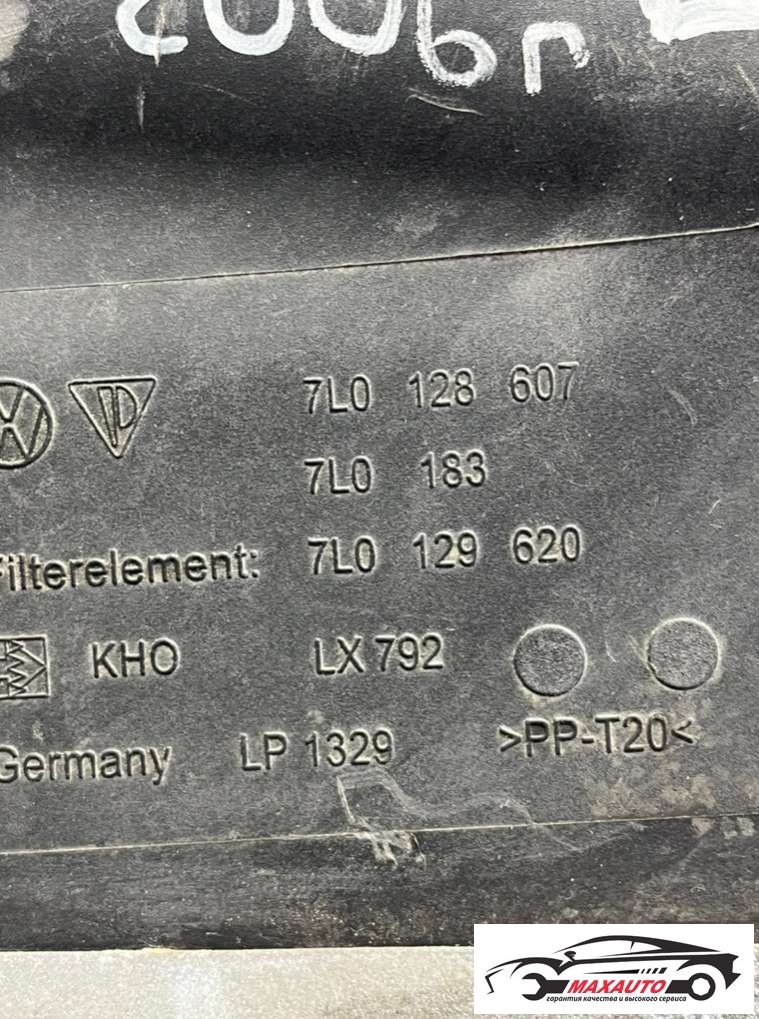 2006г
7L0 128 607
7L0 183
Filterelement: 7L0 129 620
KHO LX 792
Germany LP 1329 >PP-T20<
MAXAUTO
гарантия качества и высокого сервиса